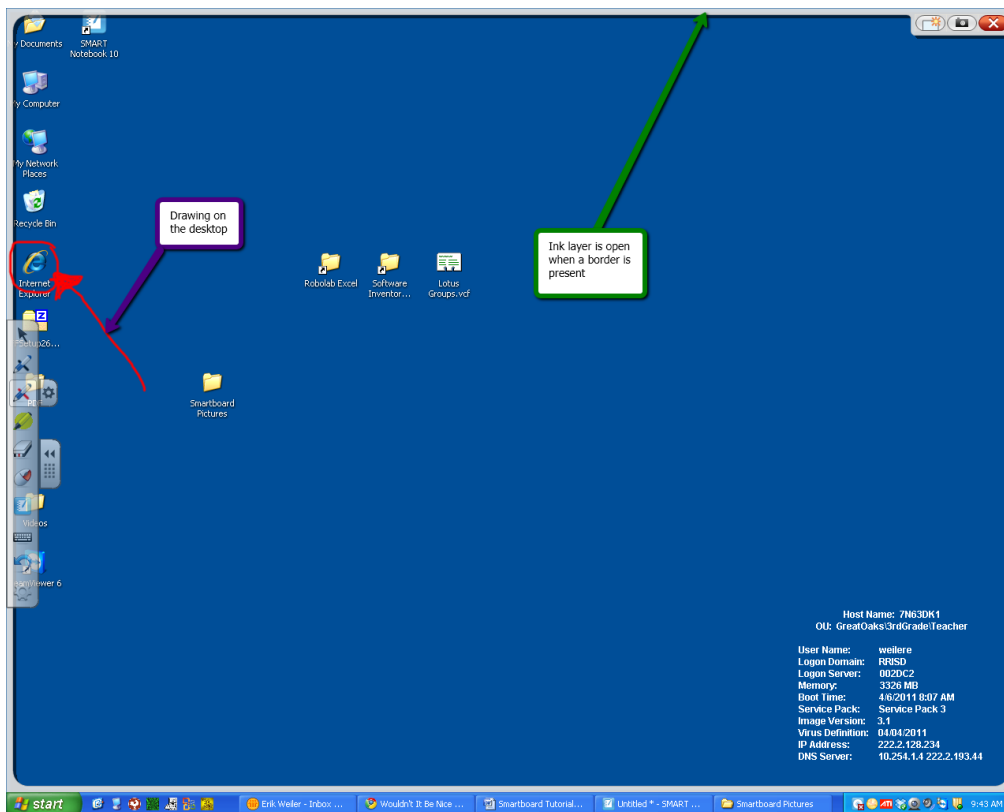 y Documents
SMART
Notebook 10
y Computer
My Network
Places
Recycle Bin
Drawing on
the desktop
Ink layer is open
when a border is
present
Internet
Explorer
Robolab Excel
Software
Inventor...
Lotus
Groups.vcf
Setup26...
PDF
Smartboard
Pictures
Videos
eamViewer 6
Host Name: 7N63DK1
OU: GreatOaks\3rdGrade\Teacher
User Name: weilere
Logon Domain: RRISD
Logon Server: 002DC2
Memory: 3326 MB
Boot Time: 4/6/2011 8:07 AM
Service Pack: Service Pack 3
Image Version: 3.1
Virus Definition: 04/04/2011
IP Address: 222.2.128.234
DNS Server: 10.254.1.4 222.2.193.44
start
Erik Weiler - Inbox ...
Wouldn't It Be Nice ...
Smartboard Tutorial...
Untitled * - SMART ...
Smartboard Pictures
9:43 AM